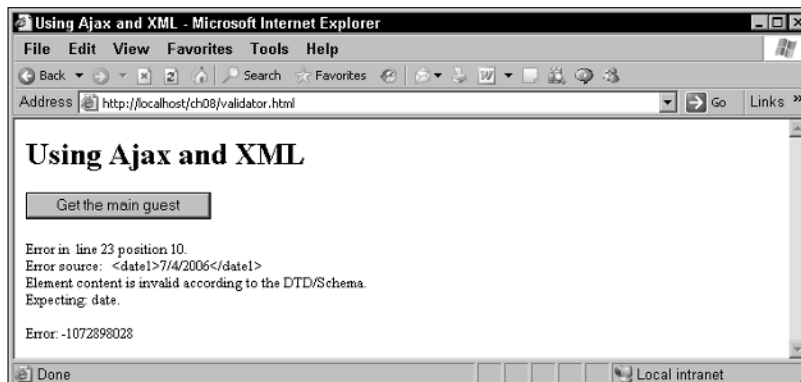 Using Ajax and XML - Microsoft Internet Explorer
File Edit View Favorites Tools Help
Back Search Favorites
Address http://localhost/ch08/validator.html Go Links »
Using Ajax and XML
Get the main guest
Error in line 23 position 10.
Error source: <date1>7/4/2006</date1>
Element content is invalid according to the DTD/Schema.
Expecting: date.
Error: -1072898028
Done Local intranet